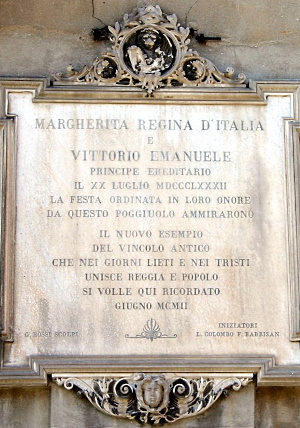 MARGHERITA REGINA D'ITALIA
E
VITTORIO EMANUELE
PRINCIPE EREDITARIO
IL XX LUGLIO MDCCCLXXXII
LA FESTA ORDINATA IN LORO ONORE
DA QUESTO POGGIUOLO AMMIRARONO
IL NUOVO ESEMPIO
DEL VINCOLO ANTICO
CHE NEI GIORNI LIETI E NEI TRISTI
UNISCE REGGIA E POPOLO
SI VOLLE QUI RICORDATO
GIUGNO MCMII
G. BOSSI SCOLPI
INIZIATORI
L. COLOMBO F. BARBISAN